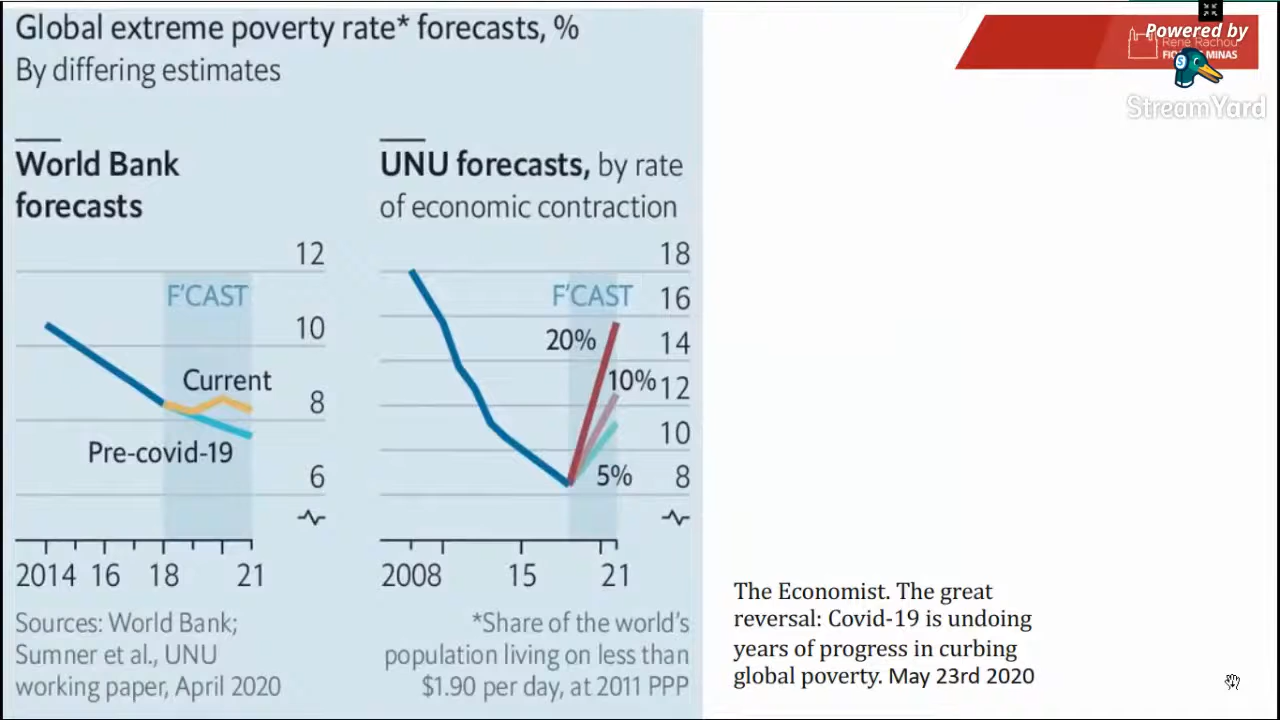 Global extreme poverty rate* forecasts, %
By differing estimates
World Bank
forecasts
12
F'CAST
10
Current
8
Pre-covid-19
6
2014 16 18 21
UNU forecasts, by rate
of economic contraction
18
F'CAST 16
20% 14
10% 12
10
5% 8
2008 15 21
Sources: World Bank;
Sumner et al., UNU
working paper, April 2020
*Share of the world's
population living on less than
$1.90 per day, at 2011 PPP
Powered by
StreamYard
The Economist. The great
reversal: Covid-19 is undoing
years of progress in curbing
global poverty. May 23rd 2020